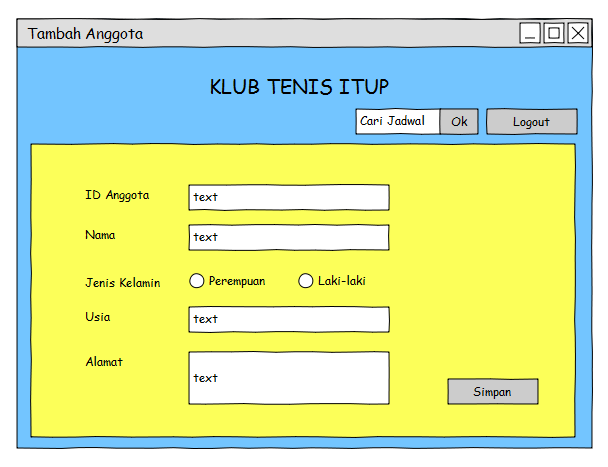 Tambah Anggota
KLUB TENIS ITUP
Cari Jadwal Ok Logout
ID Anggota text
Nama text
Jenis Kelamin Perempuan Laki-laki
Usia text
Alamat
text
Simpan